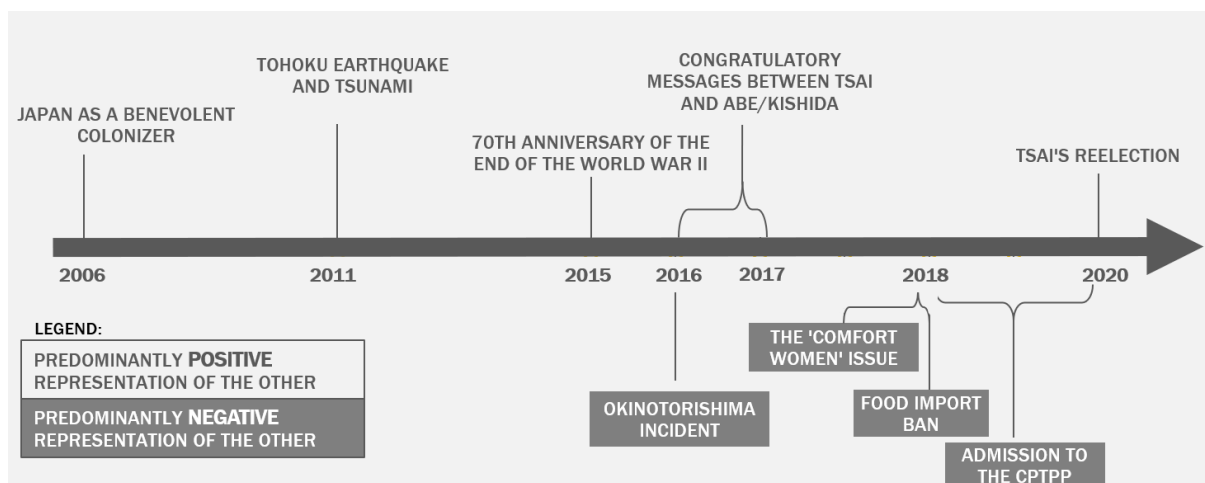 JAPAN AS A BENEVOLENT
COLONIZER
TOHOKU EARTHQUAKE
AND TSUNAMI
70TH ANNIVERSARY OF THE
END OF THE WORLD WAR II
CONGRATULATORY
MESSAGES BETWEEN TSAI
AND ABE/KISHIDA
TSAI'S REELECTION
2006
2011
2015
2016
2017
2018
2020
LEGEND:
PREDOMINANTLY POSITIVE
REPRESENTATION OF THE OTHER
PREDOMINANTLY NEGATIVE
REPRESENTATION OF THE OTHER
OKINOTORISHIMA
INCIDENT
THE 'COMFORT
WOMEN' ISSUE
FOOD IMPORT
BAN
ADMISSION TO
THE CPTPP